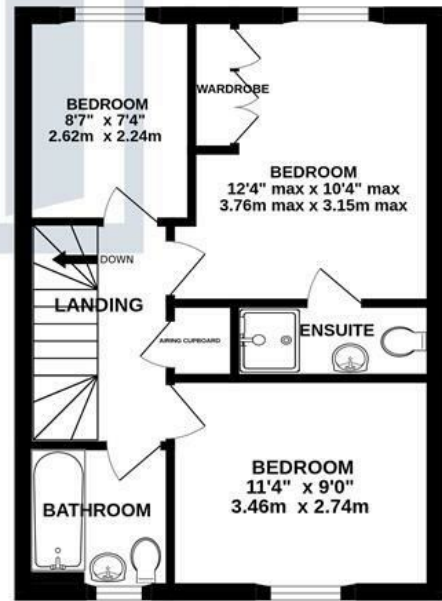 BEDROOM
8'7" x 7'4"
2.62m x 2.24m
WARDROBE
BEDROOM
12'4" max x 10'4" max
3.76m max x 3.15m max
DOWN
LANDING
AIRING CUPBOARD
ENSUITE
BEDROOM
11'4" x 9'0"
3.46m x 2.74m
BATHROOM